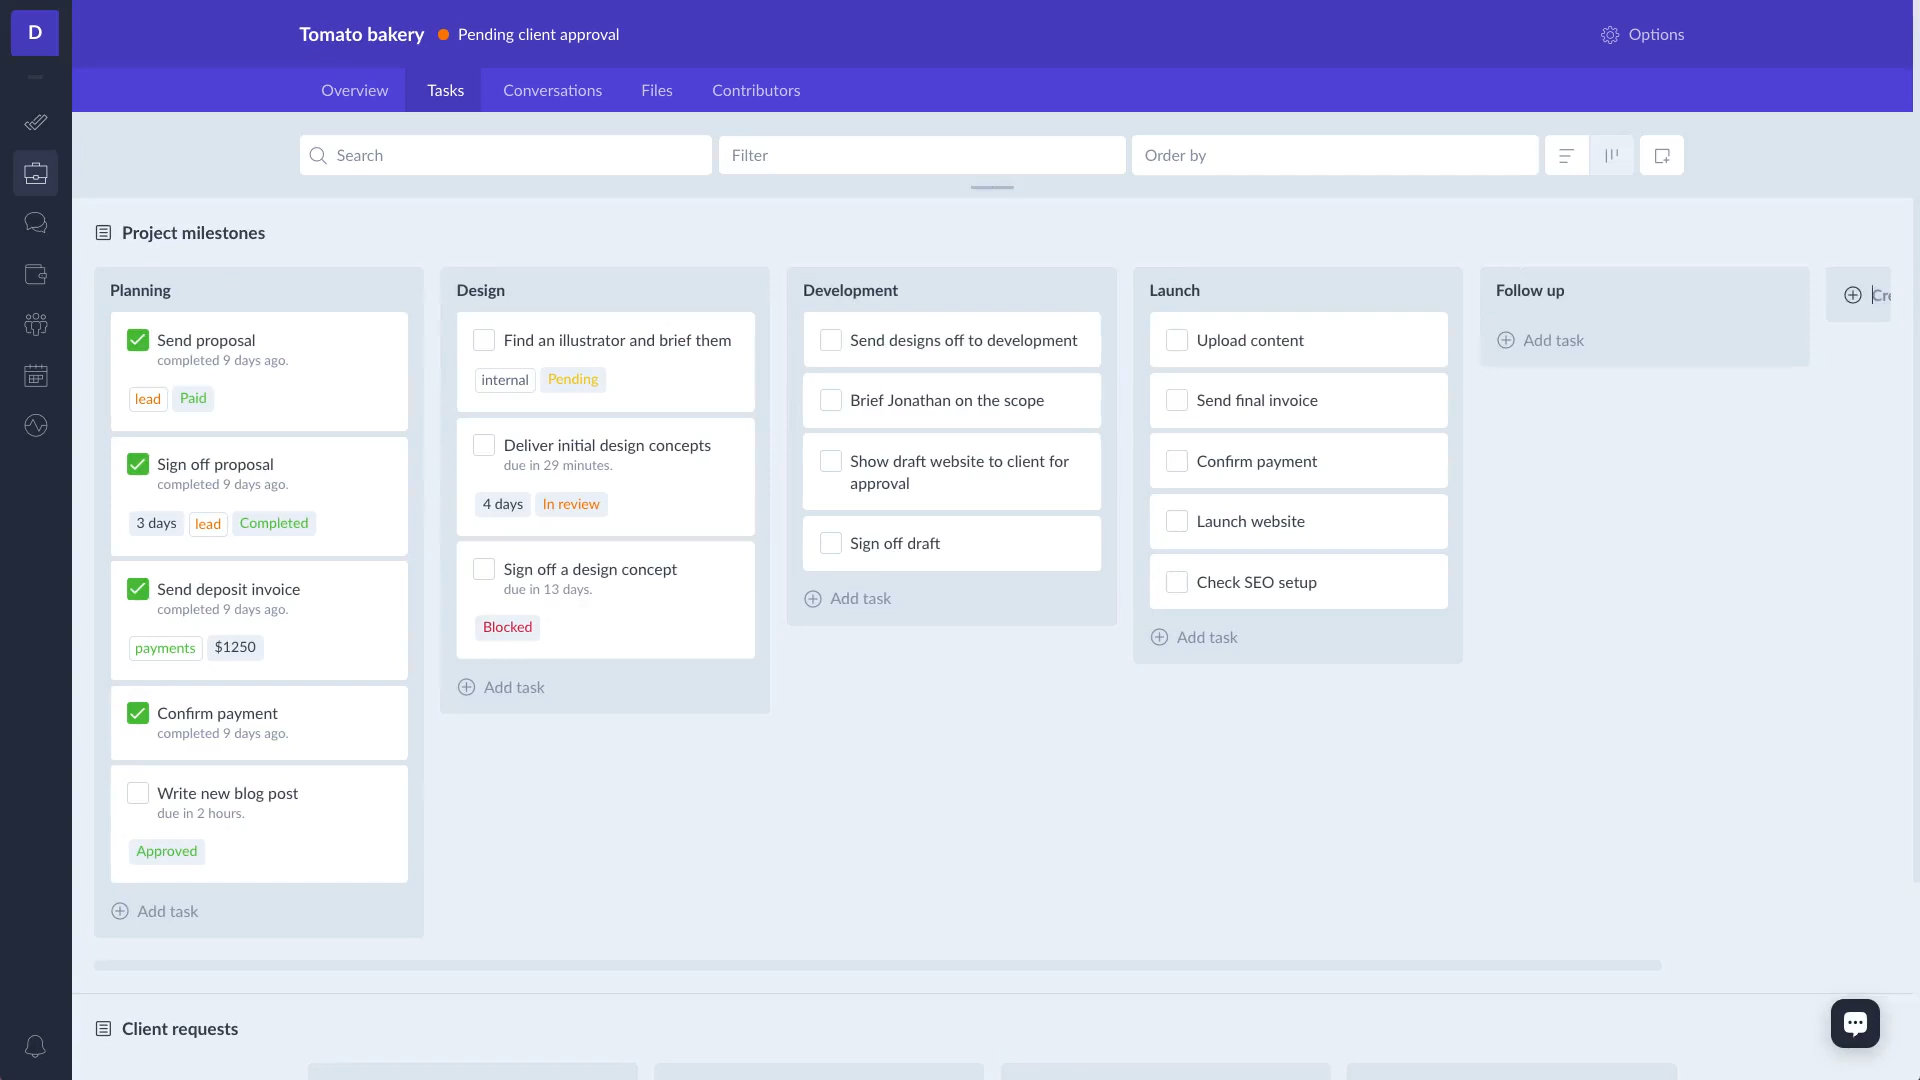 D
Tomato bakery
Pending client approval
Options
Overview
Tasks
Conversations
Files
Contributors
Search
Filter
Order by
Project milestones
Planning
Send proposal
completed 9 days ago.
lead Paid
Sign off proposal
completed 9 days ago.
3 days lead Completed
Send deposit invoice
completed 9 days ago.
payments $1250
Confirm payment
completed 9 days ago.
Write new blog post
due in 2 hours.
Approved
Add task
Design
Find an illustrator and brief them
internal Pending
Deliver initial design concepts
due in 29 minutes.
4 days In review
Sign off a design concept
due in 13 days.
Blocked
Add task
Development
Send designs off to development
Brief Jonathan on the scope
Show draft website to client for
approval
Sign off draft
Add task
Launch
Upload content
Send final invoice
Confirm payment
Launch website
Check SEO setup
Add task
Follow up
Add task
Client requests